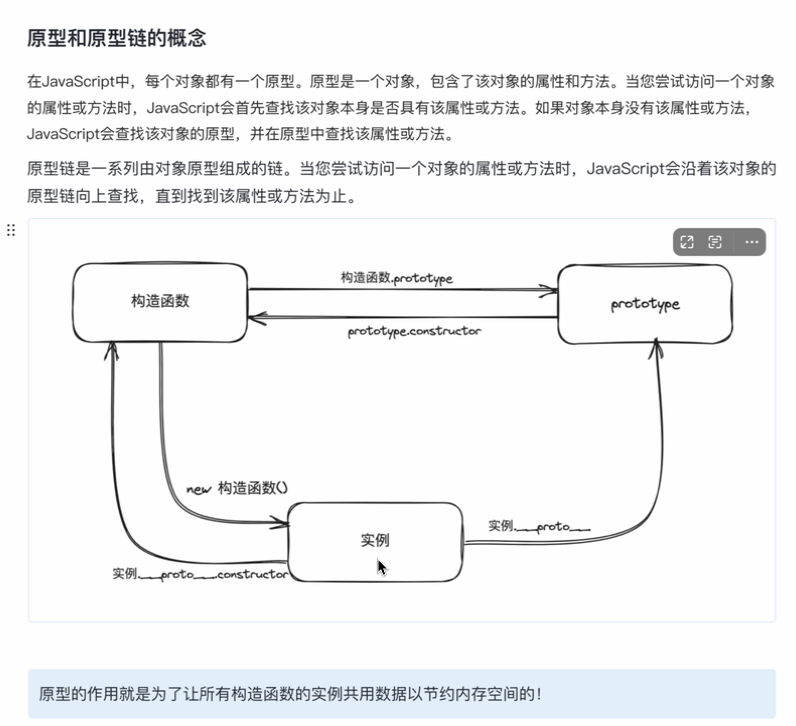 原型和原型链的概念
在JavaScript中，每个对象都有一个原型。原型是一个对象，包含了该对象的属性和方法。当您尝试访问一个对象
的属性或方法时，JavaScript会首先查找该对象本身是否具有该属性或方法。如果对象本身没有该属性或方法，
JavaScript会查找该对象的原型，并在原型中查找该属性或方法。
原型链是一系列由对象原型组成的链。当您尝试访问一个对象的属性或方法时，JavaScript会沿着该对象的
原型链向上查找，直到找到该属性或方法为止。
构造函数.prototype
构造函数
prototype
prototype.constructor
new 构造函数()
实例.__proto__
实例
实例.__proto__.constructor
原型的作用就是为了让所有构造函数的实例共用数据以节约内存空间的！